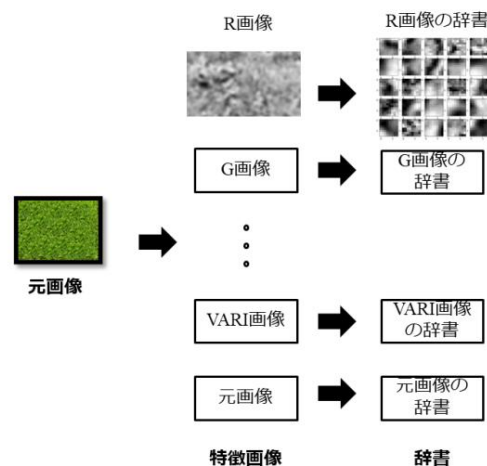 R画像
R画像の辞書
G画像
G画像の
辞書
元画像
VARI画像
VARI画像
の辞書
元画像
元画像の
辞書
特徴画像
辞書